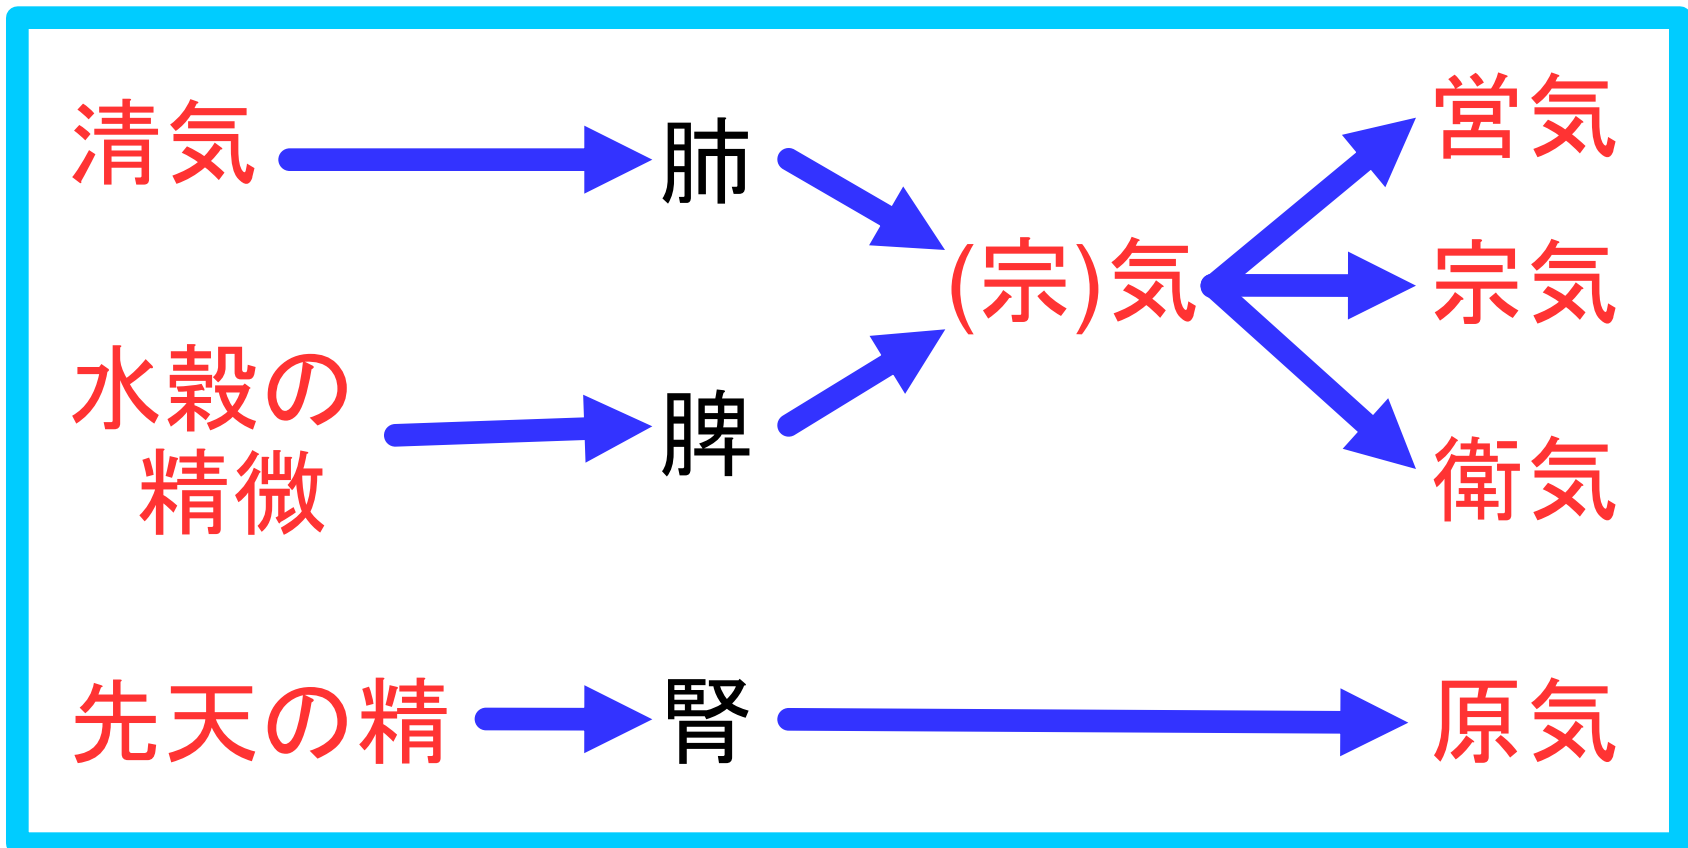 清気
肺
(宗)気
営気
宗気
衛気
水穀の
精微
脾
先天の精
腎
原気